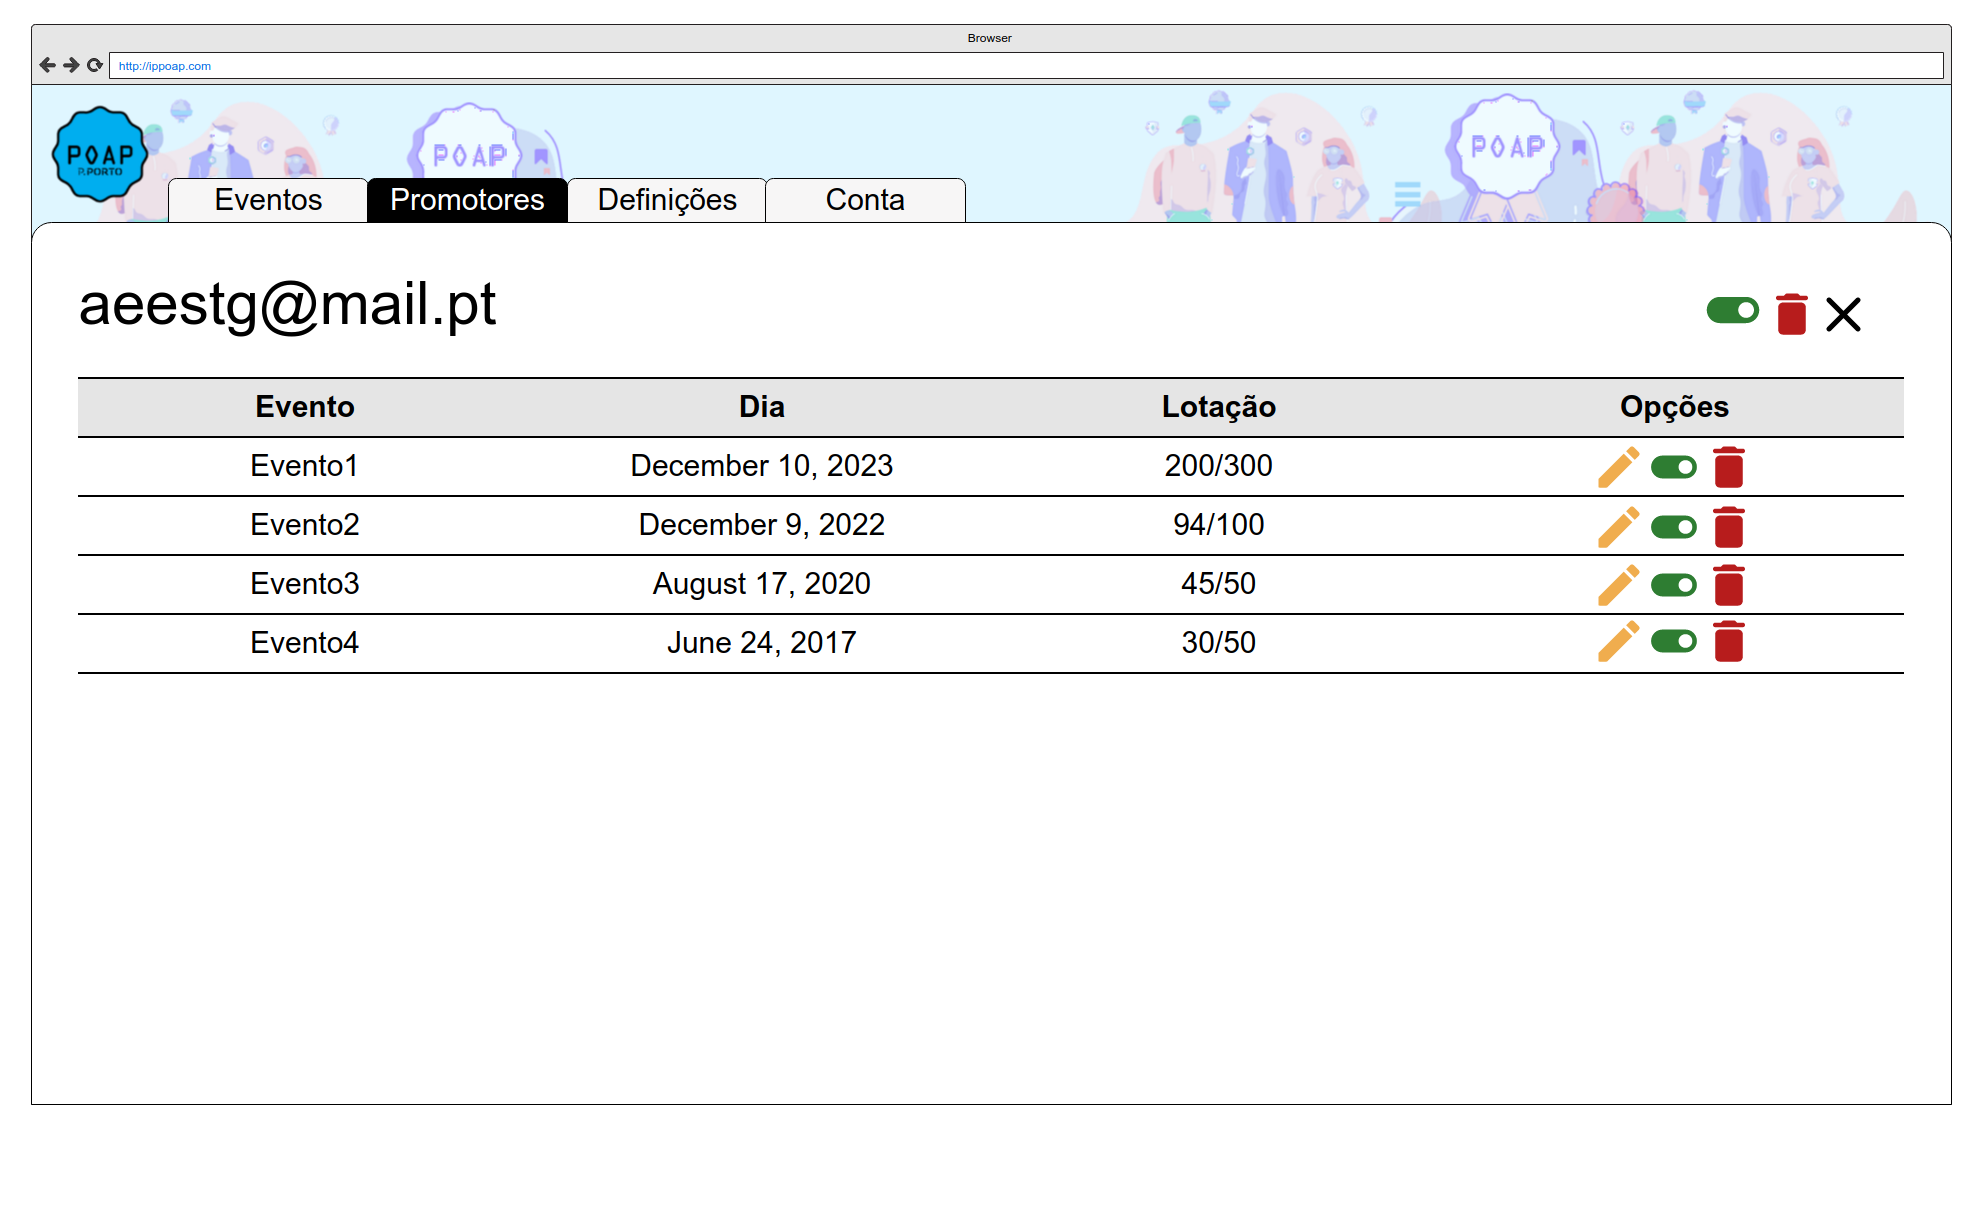 Browser
http://ippoap.com
POAP
P.PORTO
POAP
POAP
Eventos Promotores Definições Conta
aeestg@mail.pt
Evento Dia Lotação Opções
Evento1 December 10, 2023 200/300
Evento2 December 9, 2022 94/100
Evento3 August 17, 2020 45/50
Evento4 June 24, 2017 30/50